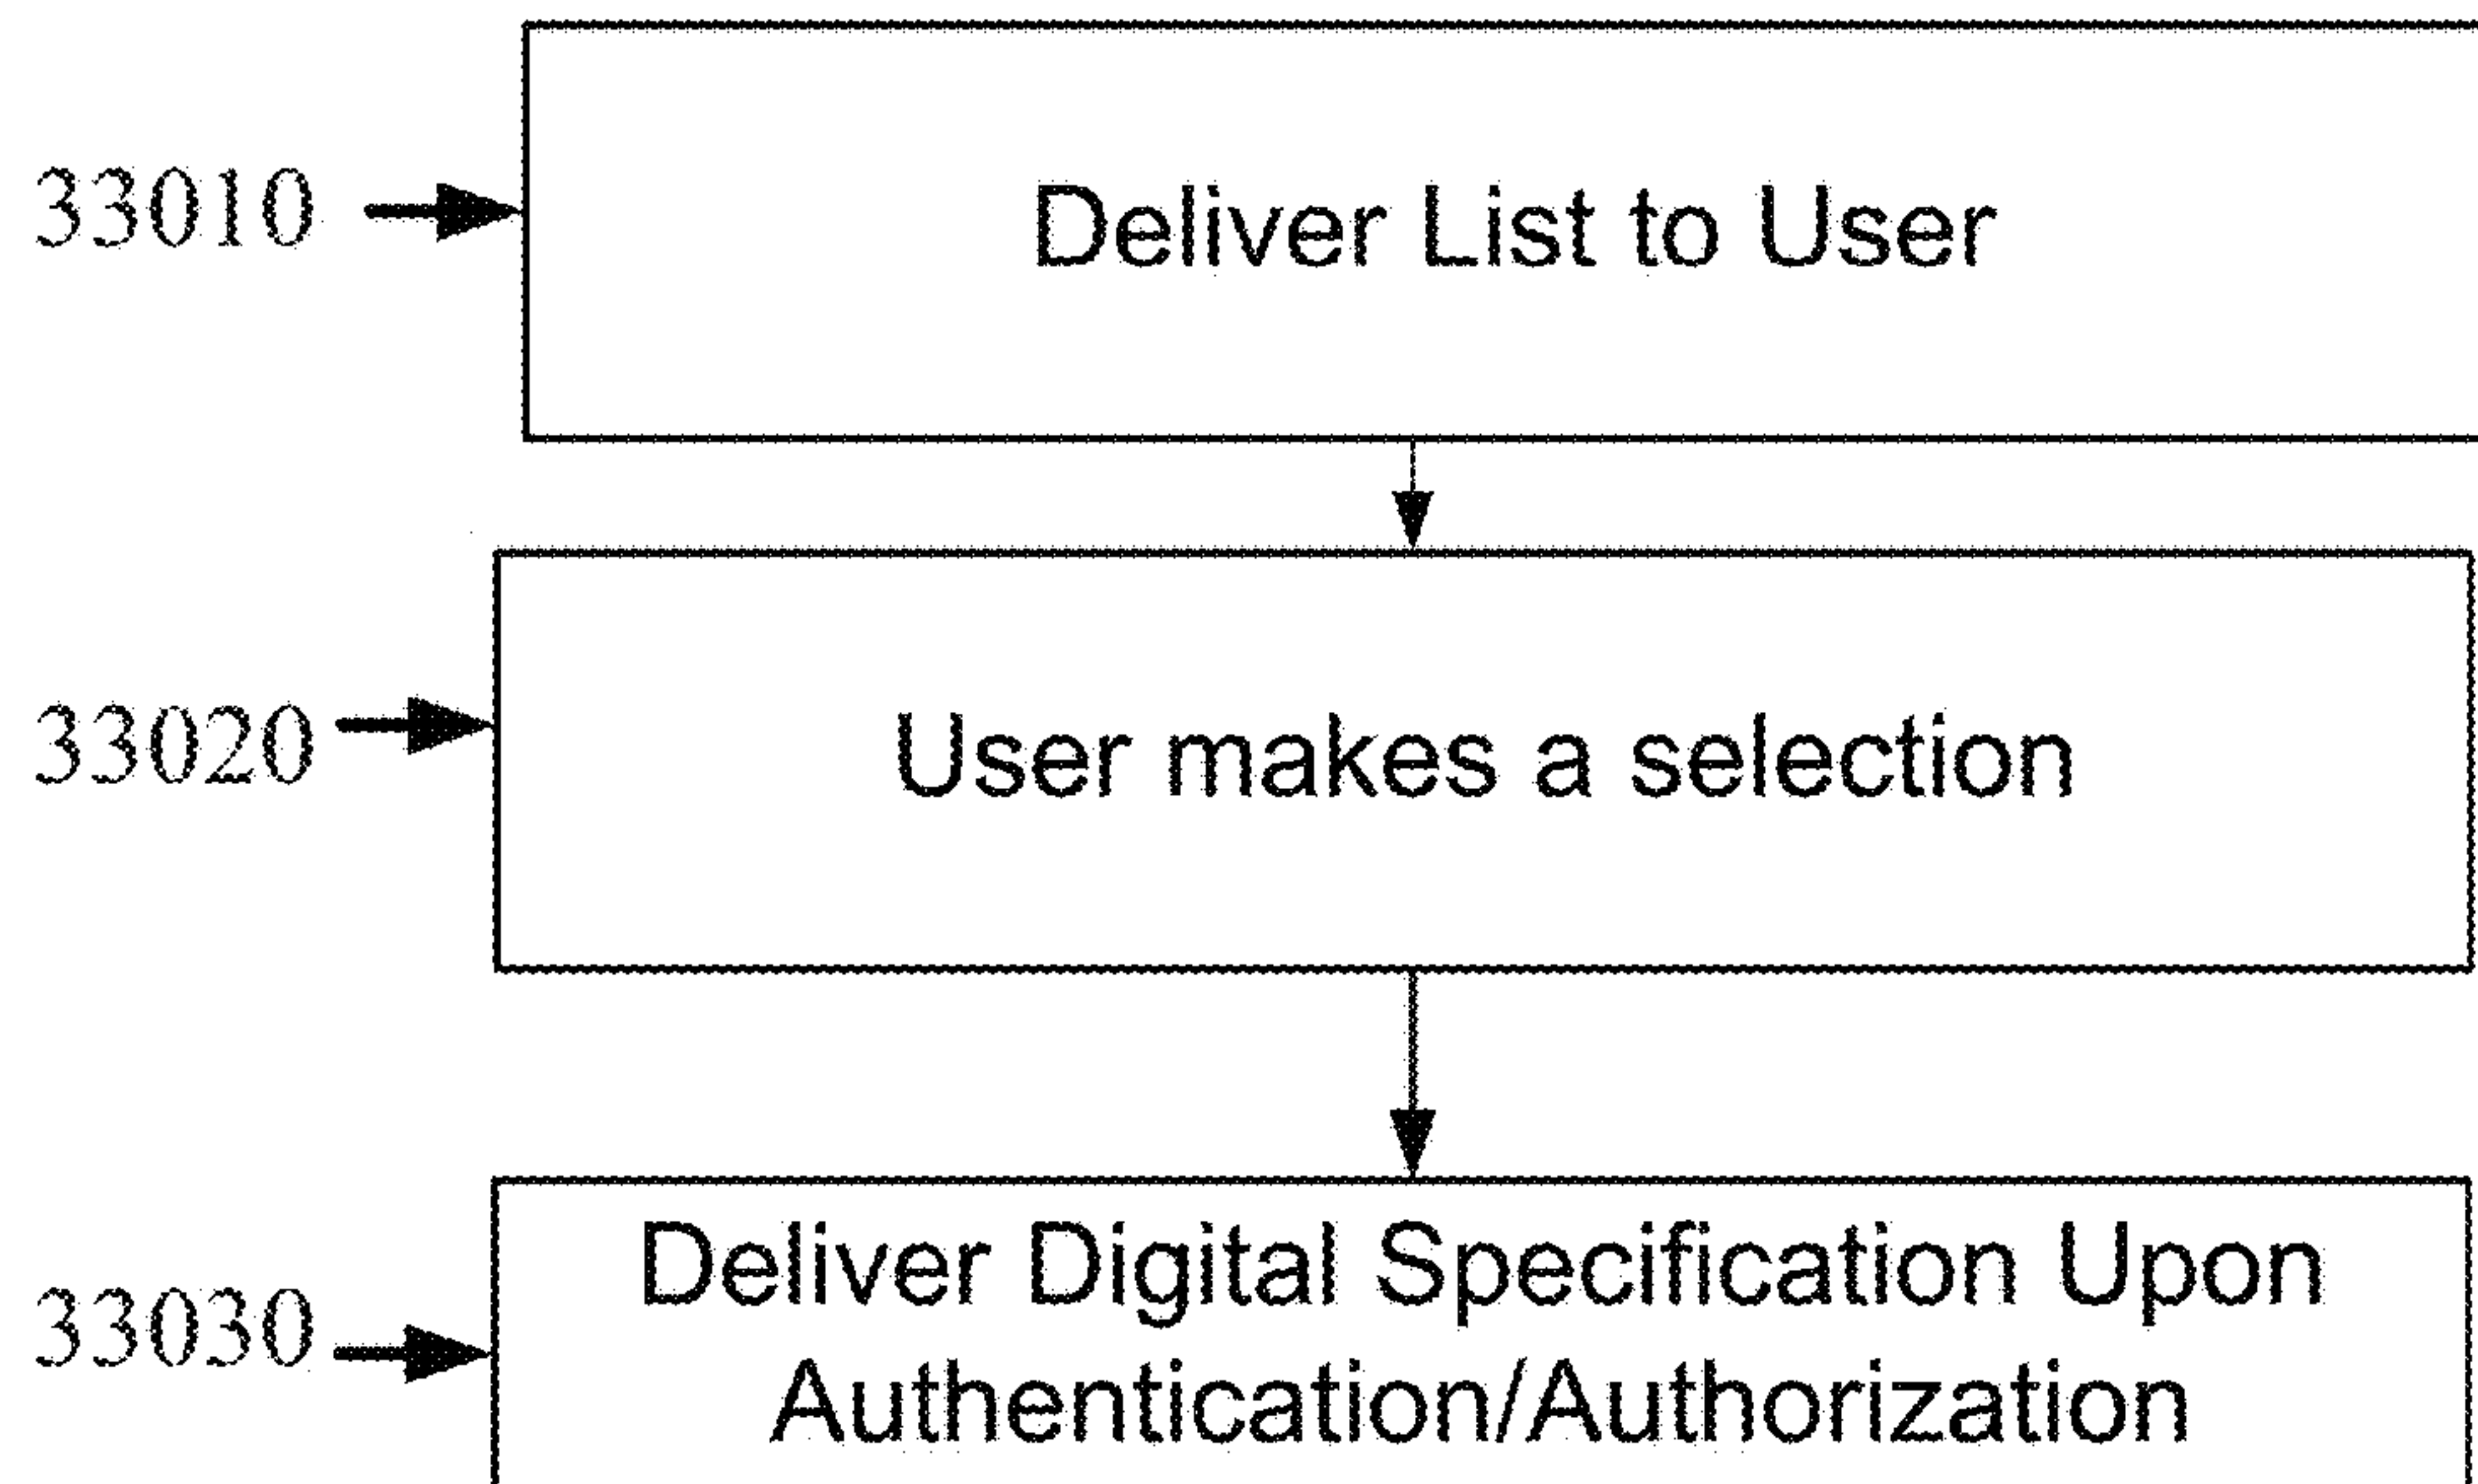 33010
Deliver List to User
33020
User makes a selection
33030
Deliver Digital Specification Upon
Authentication/Authorization